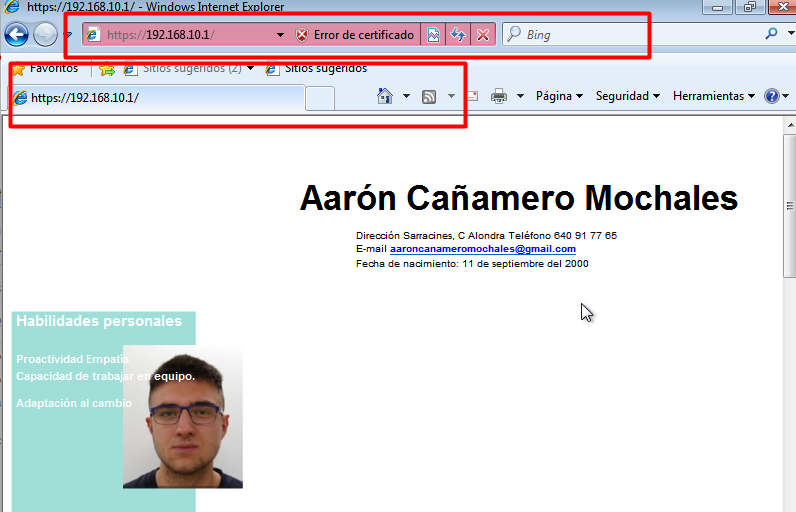 https://192.168.10.1/ - Windows Internet Explorer
https://192.168.10.1/ Error de certificado Bing
Favoritos Sitios sugeridos (2) Sitios sugeridos
https://192.168.10.1/ Página Seguridad Herramientas
Aarón Cañamero Mochales
Dirección Sarracines, C Alondra Teléfono 640 91 77 65
E-mail aaroncanameromochales@gmail.com
Fecha de nacimiento: 11 de septiembre del 2000
Habilidades personales
Proactividad Empatia
Capacidad de trabajar en equipo.
Adaptación al cambio